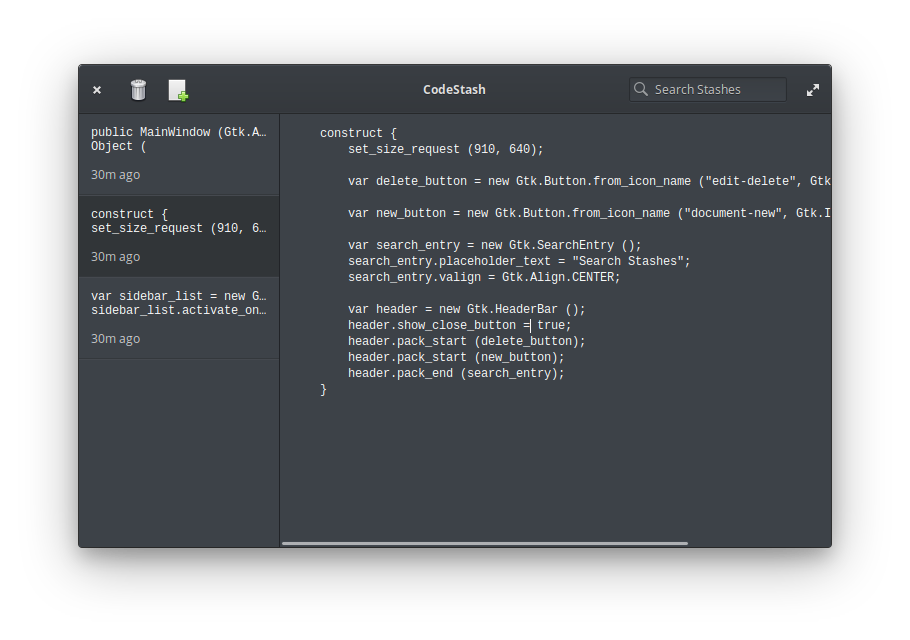 CodeStash
Search Stashes
public MainWindow (Gtk.A…
Object (
30m ago
construct {
set_size_request (910, 6…
30m ago
var sidebar_list = new G…
sidebar_list.activate_on…
30m ago
construct {
set_size_request (910, 640);
var delete_button = new Gtk.Button.from_icon_name ("edit-delete", Gtk
var new_button = new Gtk.Button.from_icon_name ("document-new", Gtk.I
var search_entry = new Gtk.SearchEntry ();
search_entry.placeholder_text = "Search Stashes";
search_entry.valign = Gtk.Align.CENTER;
var header = new Gtk.HeaderBar ();
header.show_close_button = true;
header.pack_start (delete_button);
header.pack_start (new_button);
header.pack_end (search_entry);
}